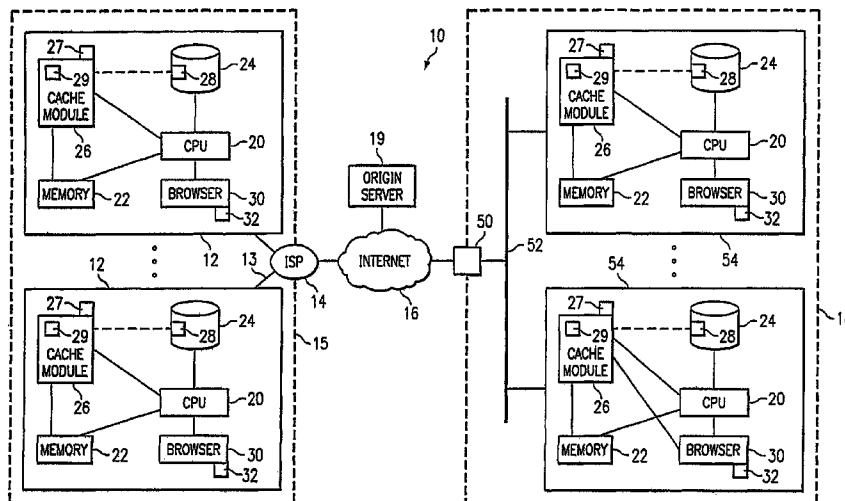 10
27
29
CACHE
MODULE
26
28
24
CPU
20
MEMORY
22
BROWSER
30
32
12
12
27
29
CACHE
MODULE
26
28
24
CPU
20
MEMORY
22
BROWSER
30
32
13
ISP
14
15
19
ORIGIN
SERVER
INTERNET
16
50
52
27
29
CACHE
MODULE
26
28
24
CPU
20
MEMORY
22
BROWSER
30
32
54
54
27
29
CACHE
MODULE
26
28
24
CPU
20
MEMORY
22
BROWSER
30
32